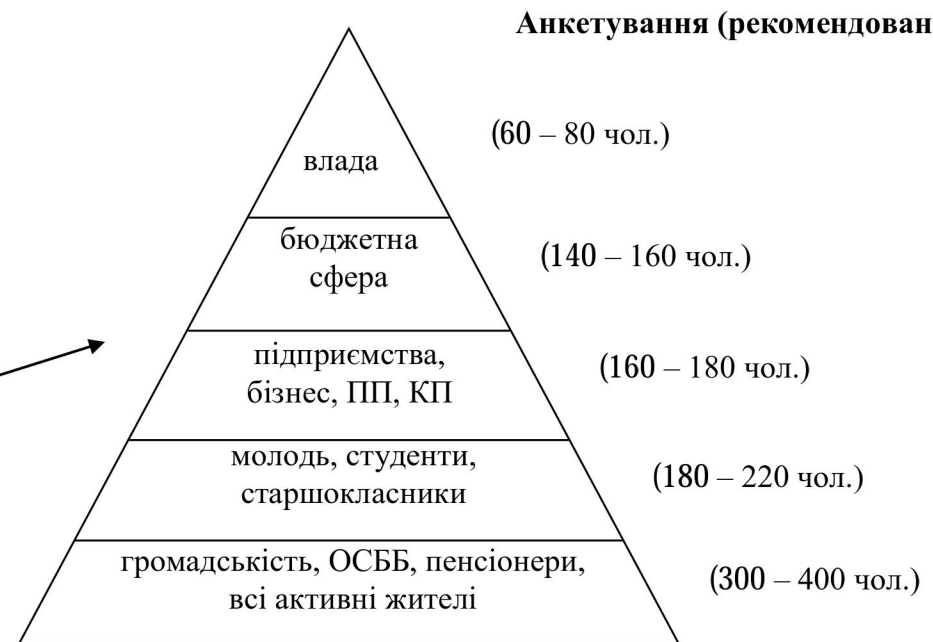 Анкетування (рекомендован
влада
(60 – 80 чол.)
бюджетна
сфера
(140 – 160 чол.)
підприємства,
бізнес, ПП, КП
(160 – 180 чол.)
молодь, студенти,
старшокласники
(180 – 220 чол.)
громадськість, ОСББ, пенсіонери,
всі активні жителі
(300 – 400 чол.)